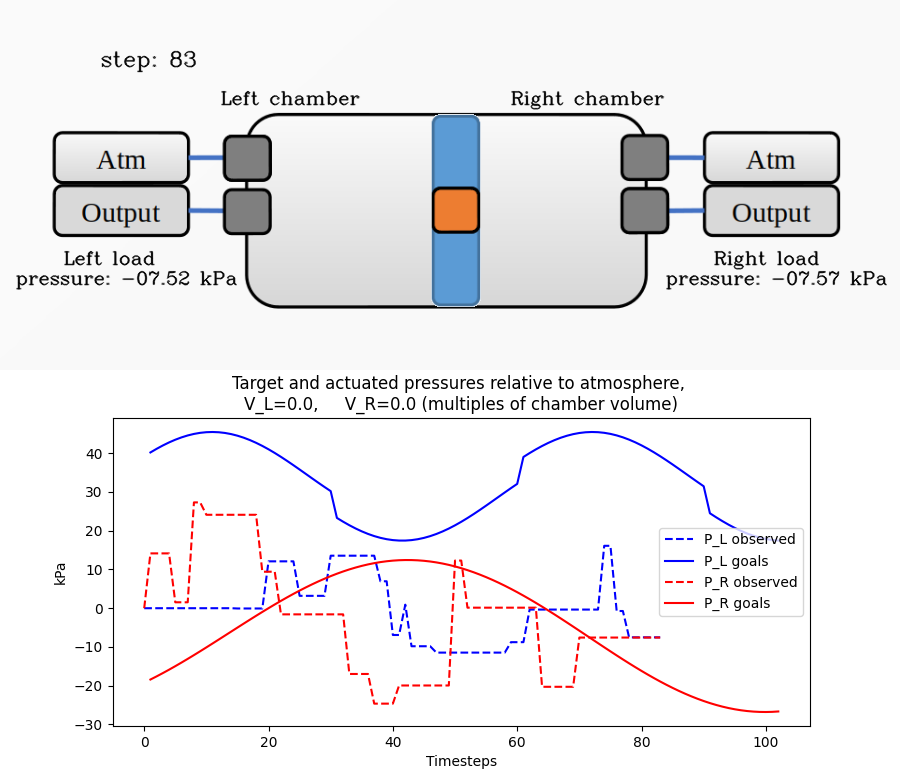 step: 83
Left chamber
Right chamber
Atm
Atm
Output
Output
Left load
pressure: -07.52 kPa
Right load
pressure: -07.57 kPa
Target and actuated pressures relative to atmosphere,
V_L=0.0, V_R=0.0 (multiples of chamber volume)
kPa
40
30
20
10
0
−10
−20
−30
P_L observed
P_L goals
P_R observed
P_R goals
0 20 40 60 80 100
Timesteps